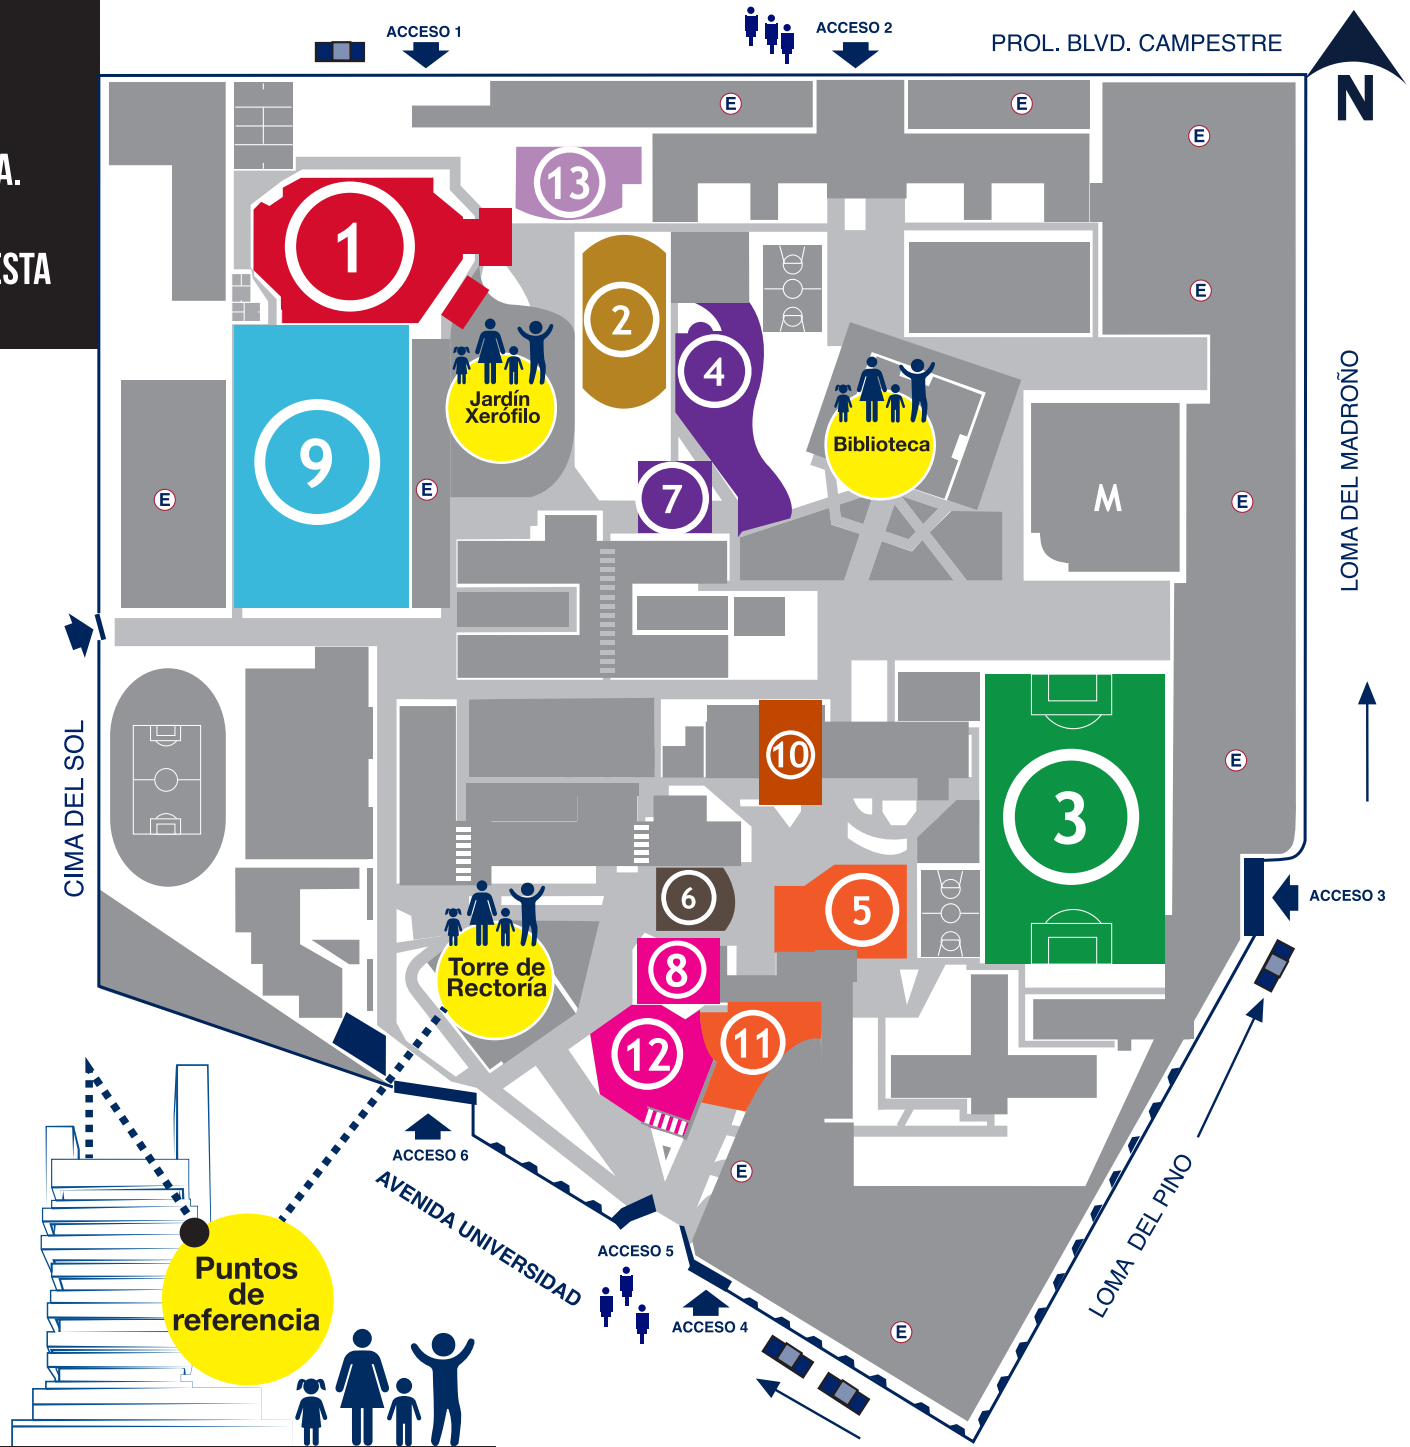 ACCESO 1
ACCESO 2
PROL. BLVD. CAMPESTRE
N
A.
ESTA
E
E
E
13
1
E
2
4
Jardín
Xerófilo
Biblioteca
9
7
E
E
M
E
LOMA DEL MADROÑO
CIMA DEL SOL
10
3
E
6
5
ACCESO 3
Torre de
Rectoría
8
12
11
ACCESO 6
E
AVENIDA UNIVERSIDAD
LOMA DEL PINO
ACCESO 5
ACCESO 4
E
Puntos
de
referencia